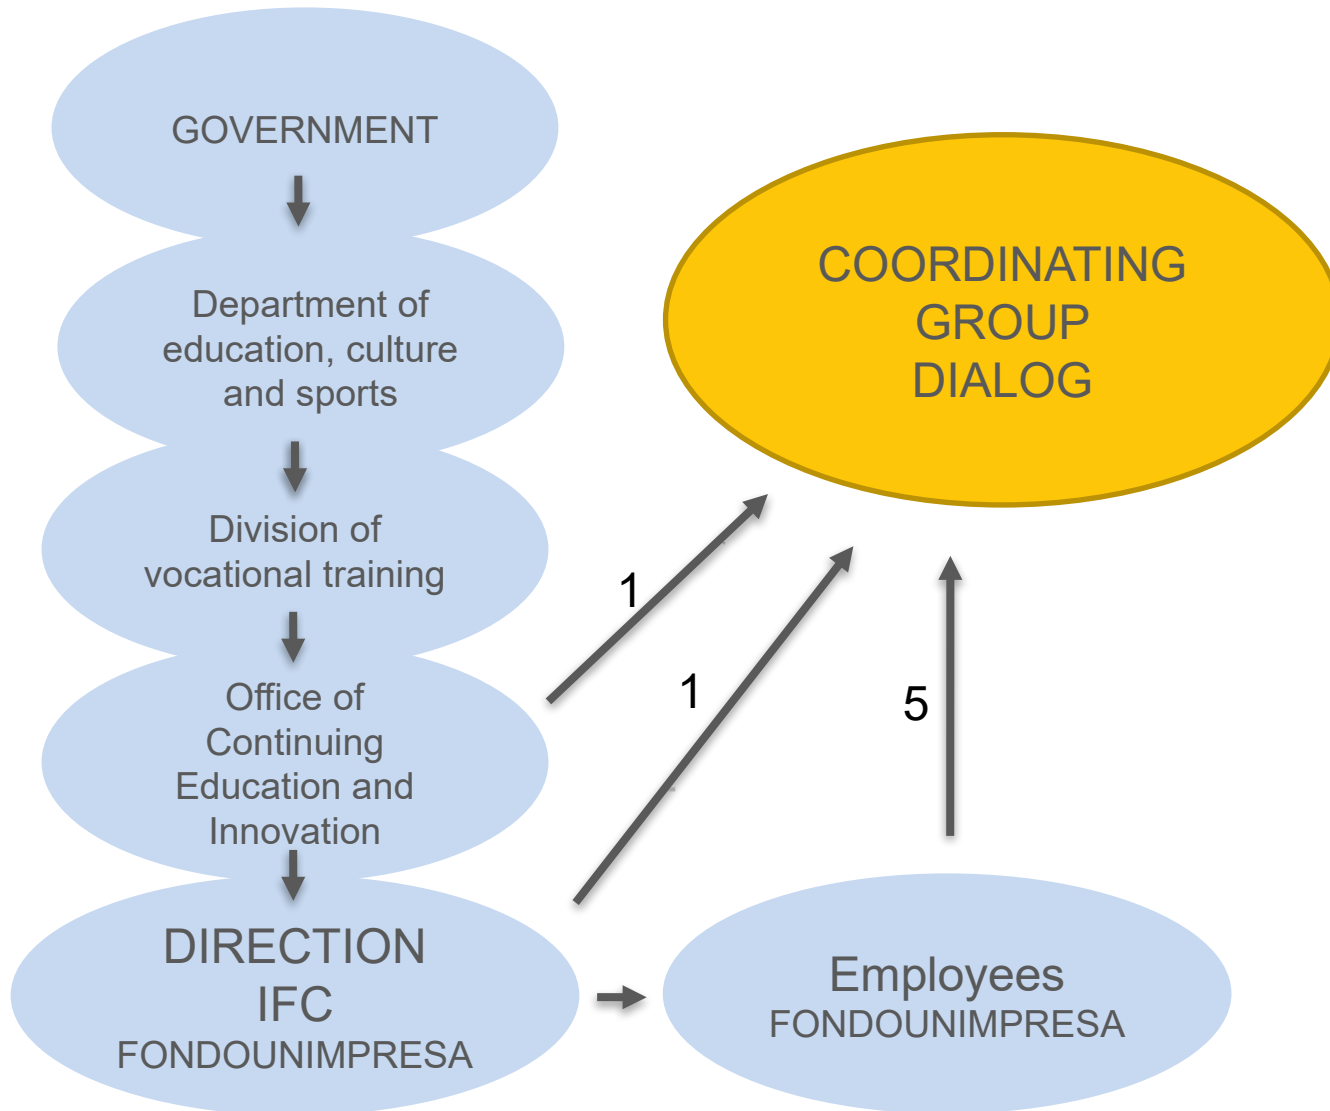 GOVERNMENT
Department of
education, culture
and sports
Division of
vocational training
Office of
Continuing
Education and
Innovation
DIRECTION
IFC
FONDOUNIMPRESA
Employees
FONDOUNIMPRESA
COORDINATING
GROUP
DIALOG
1
1
5